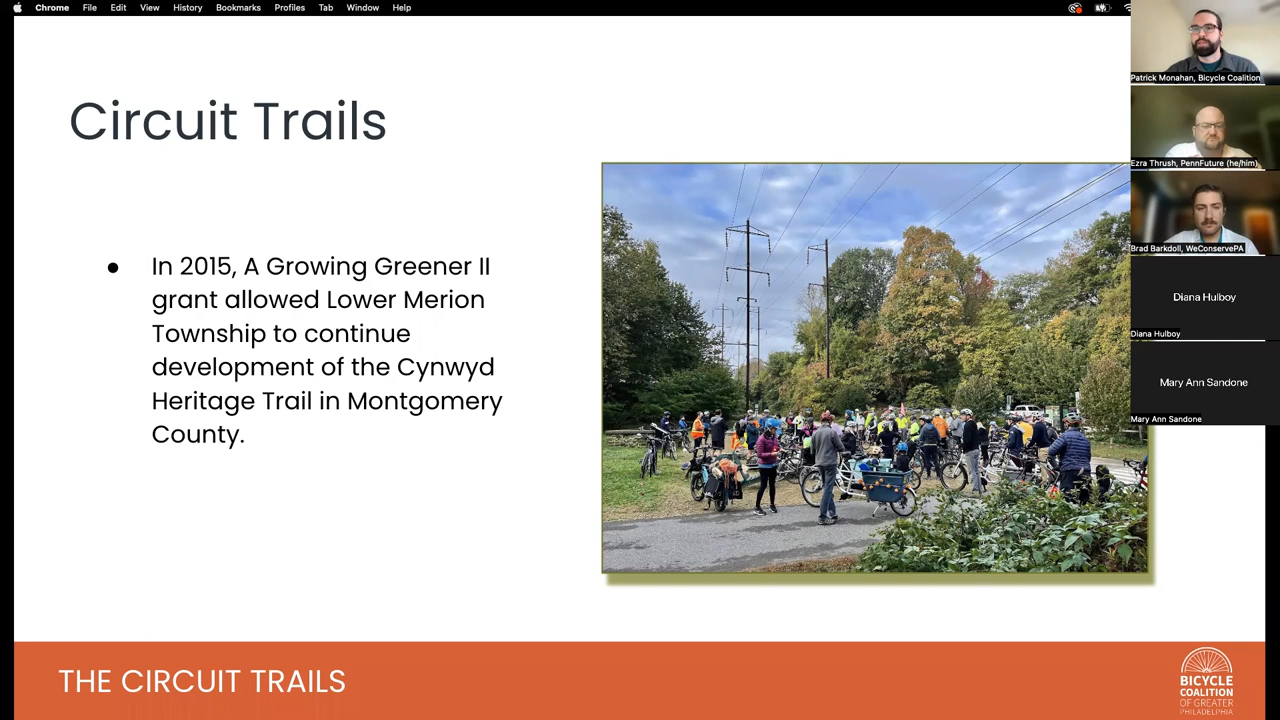 Chrome File Edit View History Bookmarks Profiles Tab Window Help
Circuit Trails
● In 2015, A Growing Greener II
grant allowed Lower Merion
Township to continue
development of the Cynwyd
Heritage Trail in Montgomery
County.
Patrick Monahan, Bicycle Coalition
Ezra Thrush, PennFuture (he/him)
Brad Barkdoll, WeConservePA
Diana Hulboy
Diana Hulboy
Mary Ann Sandone
Mary Ann Sandone
THE CIRCUIT TRAILS
BICYCLE
COALITION
OF GREATER
PHILADELPHIA